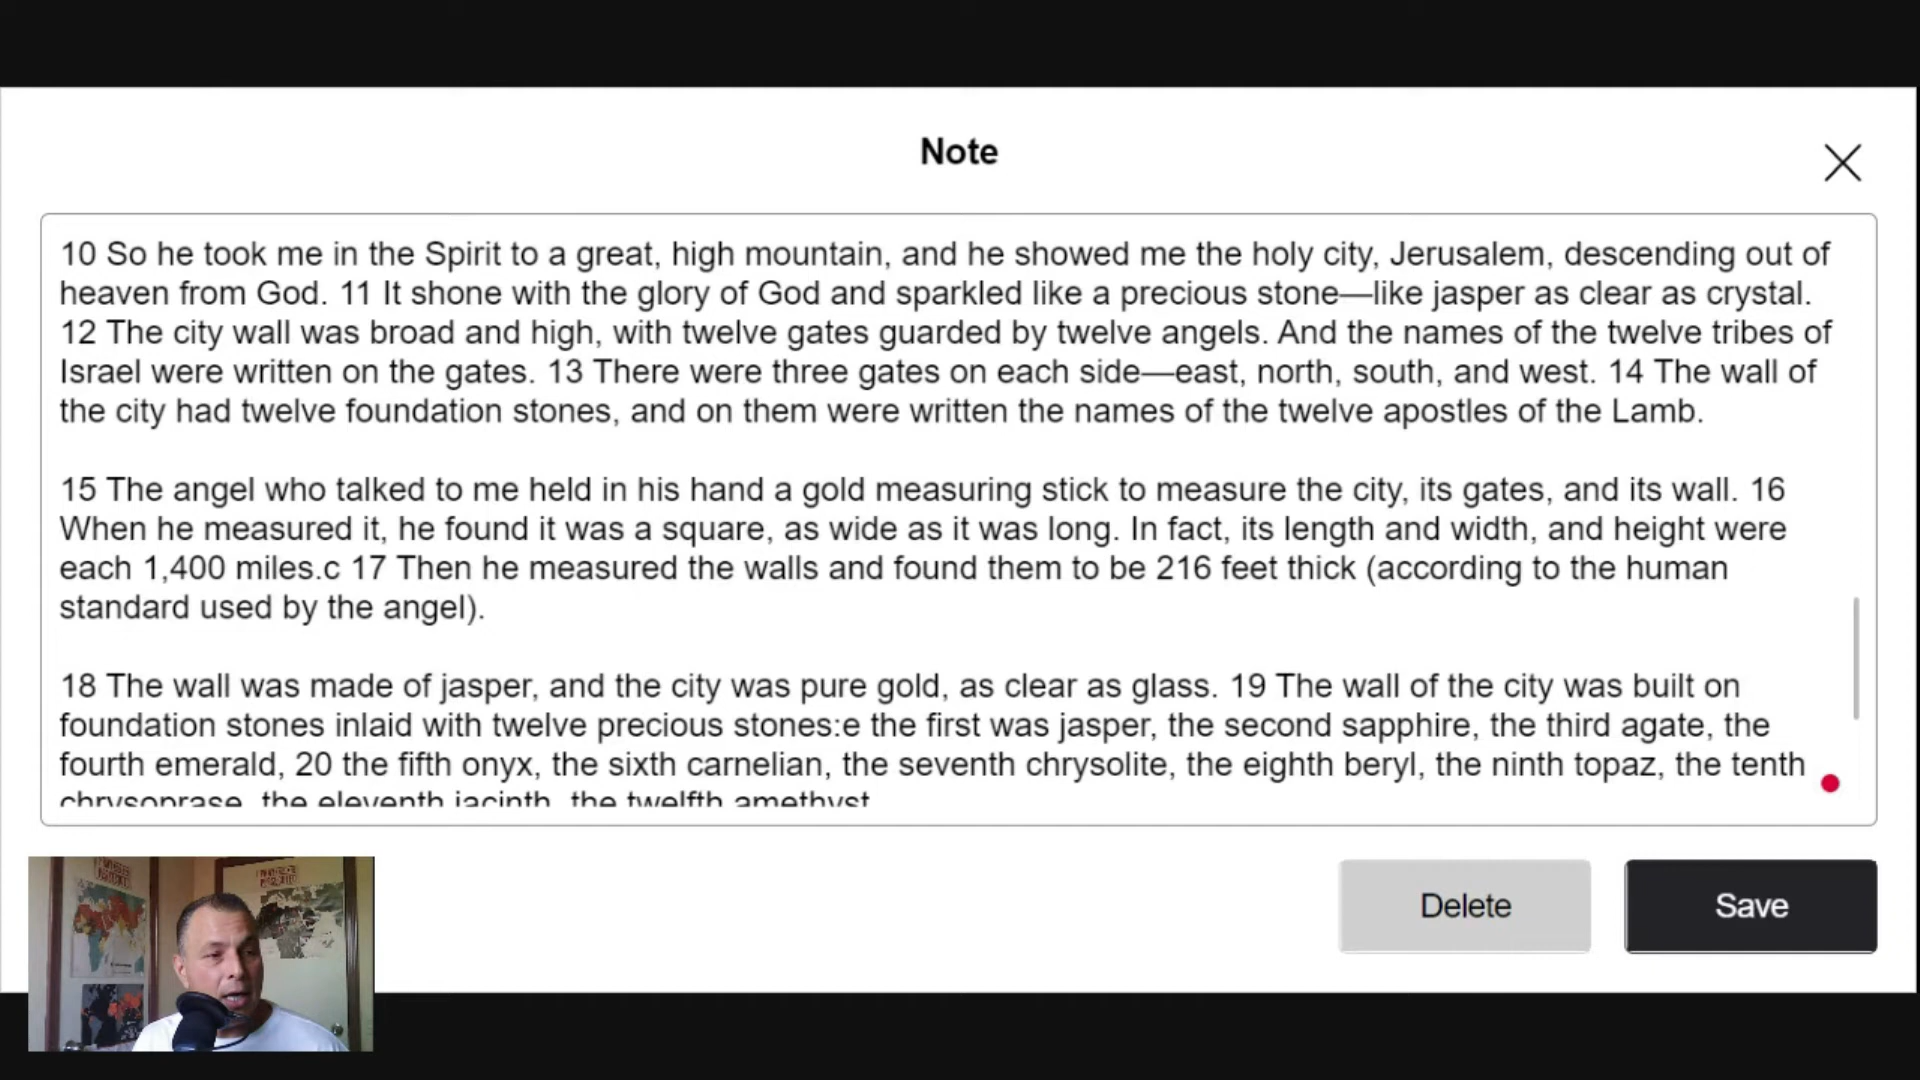 Note
10 So he took me in the Spirit to a great, high mountain, and he showed me the holy city, Jerusalem, descending out of
heaven from God. 11 It shone with the glory of God and sparkled like a precious stone—like jasper as clear as crystal.
12 The city wall was broad and high, with twelve gates guarded by twelve angels. And the names of the twelve tribes of
Israel were written on the gates. 13 There were three gates on each side—east, north, south, and west. 14 The wall of
the city had twelve foundation stones, and on them were written the names of the twelve apostles of the Lamb.
15 The angel who talked to me held in his hand a gold measuring stick to measure the city, its gates, and its wall. 16
When he measured it, he found it was a square, as wide as it was long. In fact, its length and width, and height were
each 1,400 miles.c 17 Then he measured the walls and found them to be 216 feet thick (according to the human
standard used by the angel).
18 The wall was made of jasper, and the city was pure gold, as clear as glass. 19 The wall of the city was built on
foundation stones inlaid with twelve precious stones:e the first was jasper, the second sapphire, the third agate, the
fourth emerald, 20 the fifth onyx, the sixth carnelian, the seventh chrysolite, the eighth beryl, the ninth topaz, the tenth
chrysoprase, the eleventh jacinth, the twelfth amethyst.
Delete
Save